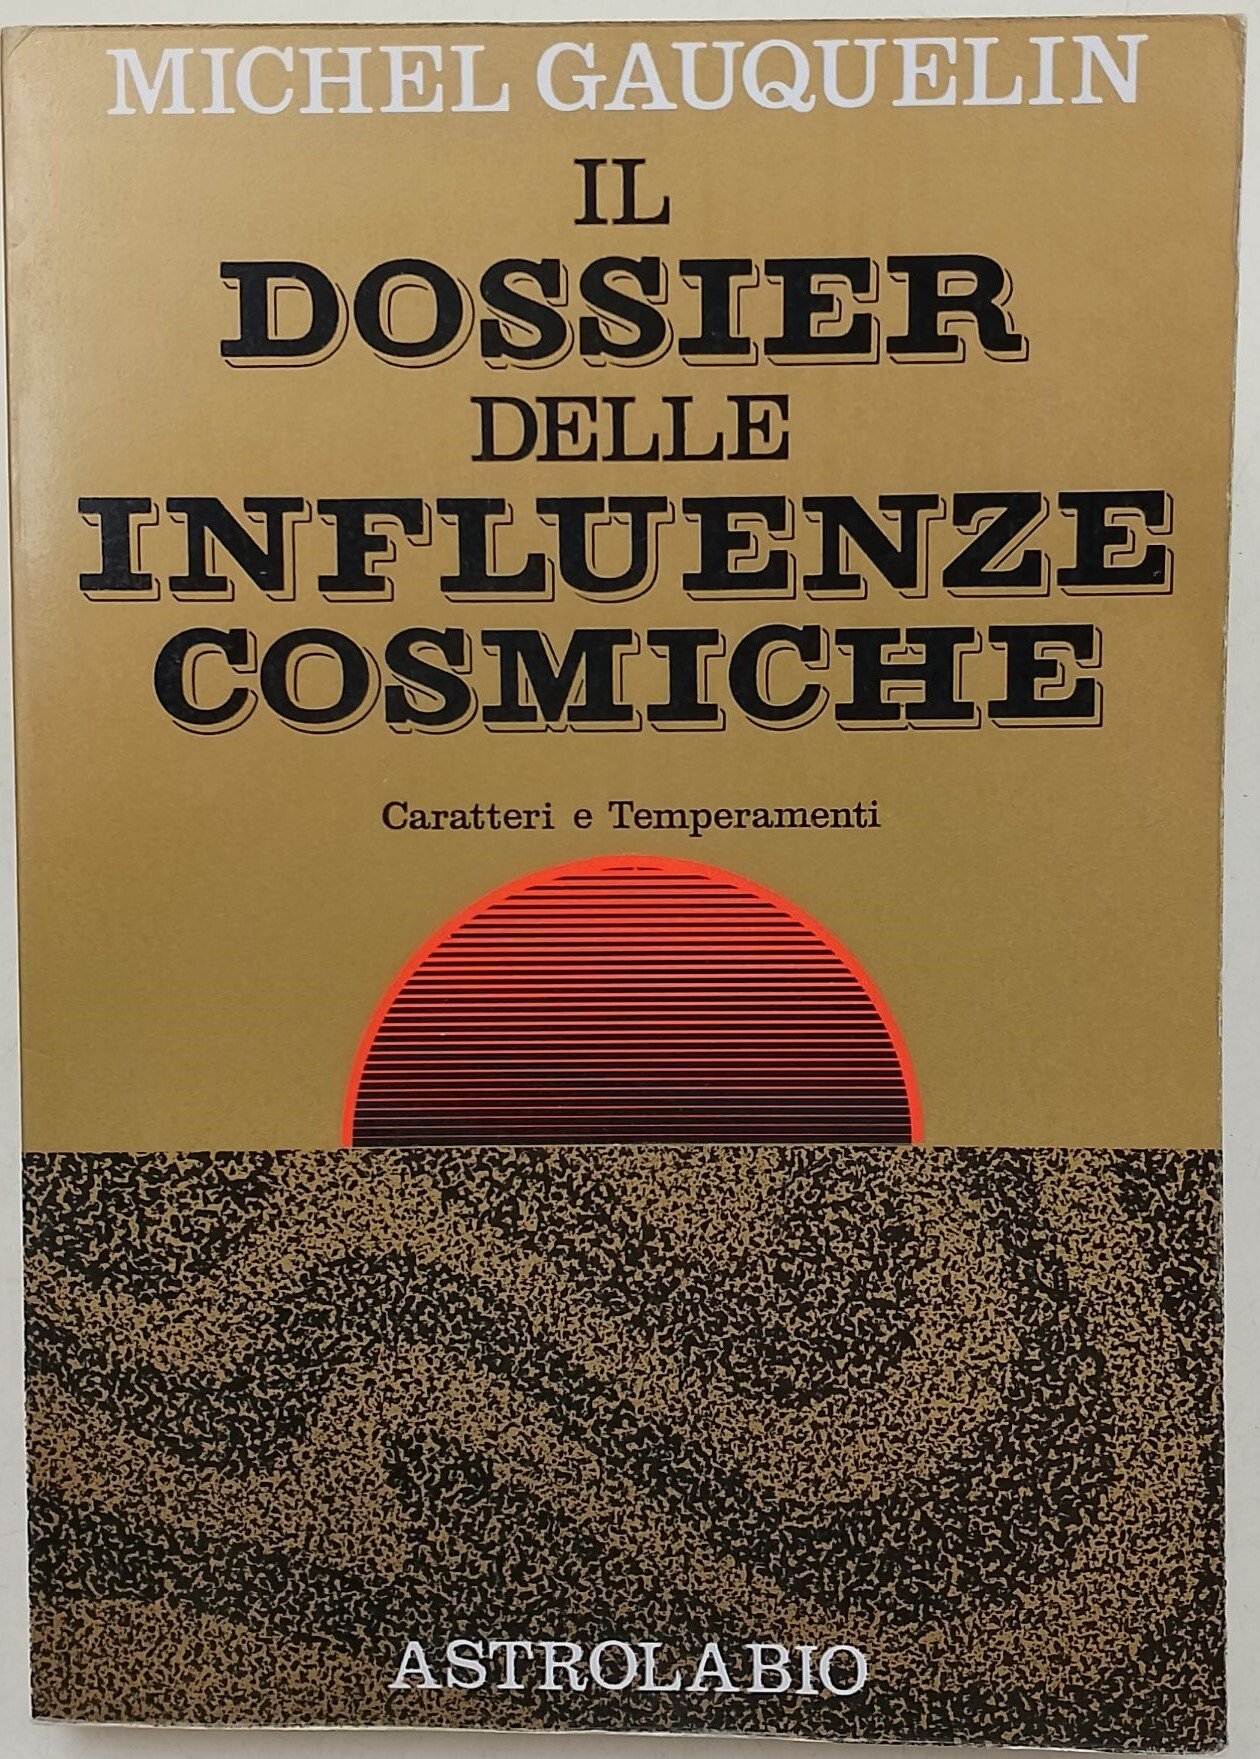 MICHEL GAUQUELIN
IL
DOSSIER
DELLE
INFLUENZE
COSMICHE
Caratteri e Temperamenti
ASTROLABIO